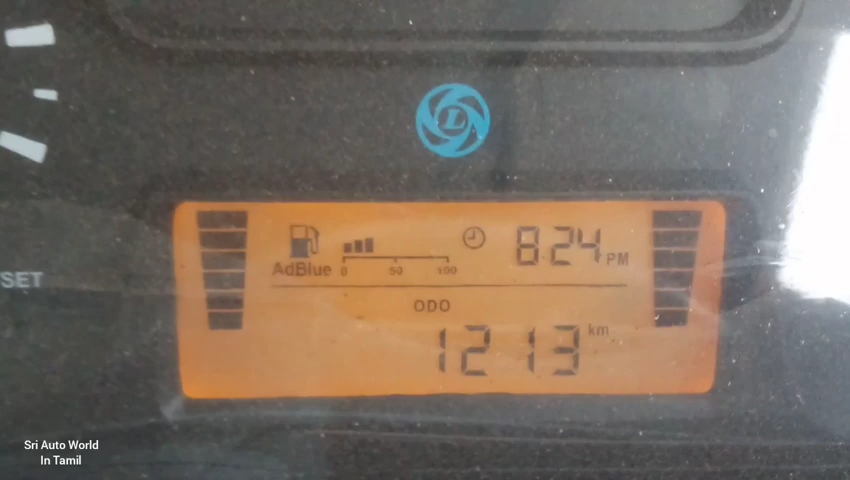 L
8:24 PM
AdBlue 0 50 100
SET
ODO
1213 km
Sri Auto World
In Tamil